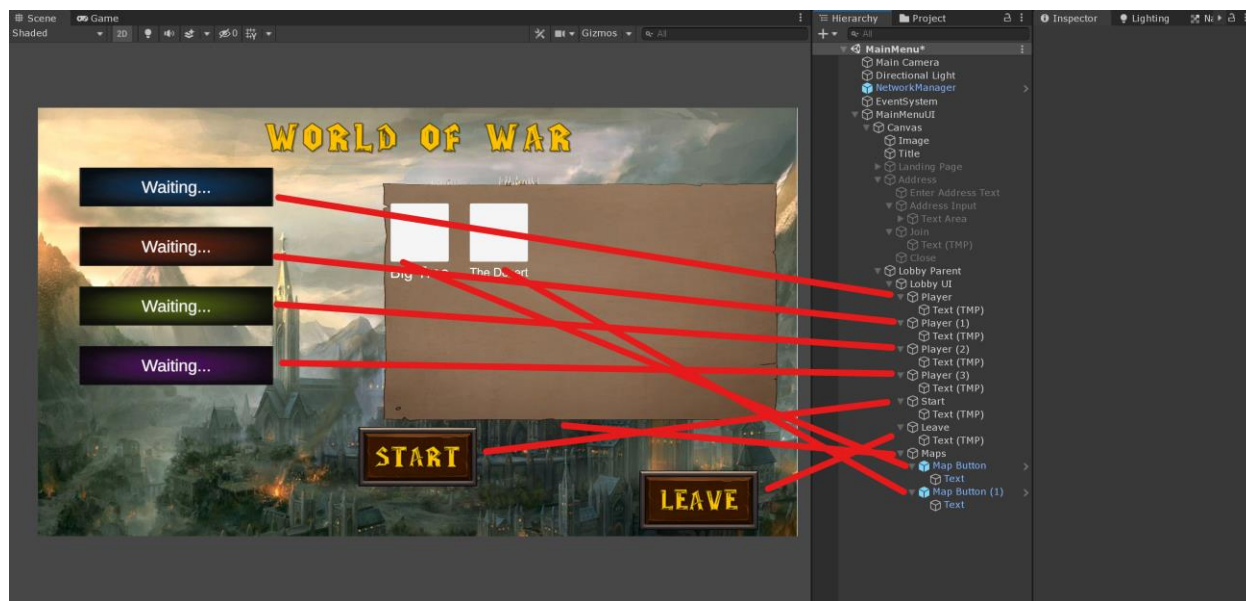 Scene Game
Shaded 2D 0 Gizmos All
WORLD OF WAR
Waiting...
Waiting...
Waiting...
Waiting...
The Desert
START
LEAVE
Hierarchy Project
All
MainMenu*
Main Camera
Directional Light
NetworkManager
EventSystem
MainMenuUI
Canvas
Image
Title
Landing Page
Address
Enter Address Text
Address Input
Text Area
Join
Text (TMP)
Close
Lobby Parent
Lobby UI
Player
Text (TMP)
Player (1)
Text (TMP)
Player (2)
Text (TMP)
Player (3)
Text (TMP)
Start
Text (TMP)
Leave
Text (TMP)
Maps
Map Button
Text
Map Button (1)
Text
Inspector Lighting